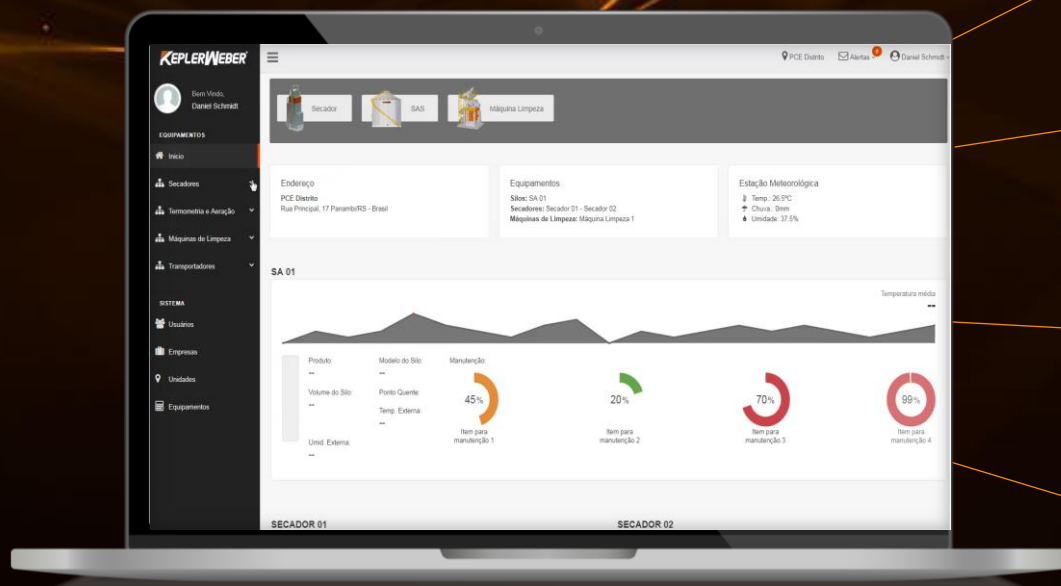 KEPLERWEBER
PCE Distrito
Alertas
Daniel Schmidt
Bem Vindo,
Daniel Schmidt
Secador
SAS
Máquina Limpeza
EQUIPAMENTOS
Início
Secadores
Termometria e Aeração
Máquinas de Limpeza
Transportadores
SISTEMA
Usuários
Empresas
Unidades
Equipamentos
Endereço
PCE Distrito
Rua Principal, 17 Panambi/RS - Brasil
Equipamentos
Silos: SA 01
Secadores: Secador 01 - Secador 02
Máquinas de Limpeza: Máquina Limpeza 1
Estação Meteorológica
Temp.: 26.5ºC
Chuva.: 0mm
Umidade: 37.5%
SA 01
Temperatura média
--
Produto:
--
Volume do Silo:
--
Umid. Externa:
--
Modelo do Silo:
--
Ponto Quente:
Temp. Externa:
--
Manutenção:
45%
Item para
manutenção 1
20%
Item para
manutenção 2
70%
Item para
manutenção 3
99%
Item para
manutenção 4
SECADOR 01
SECADOR 02